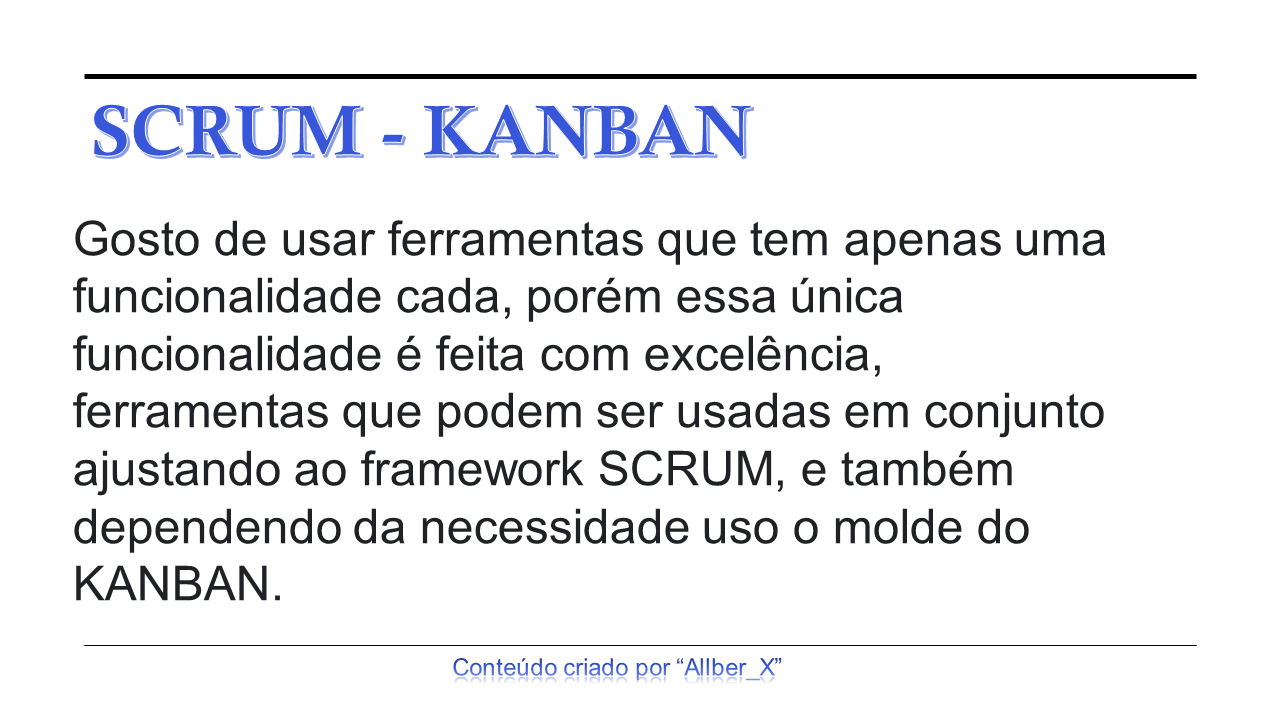 SCRUM - KANBAN
Gosto de usar ferramentas que tem apenas uma
funcionalidade cada, porém essa única
funcionalidade é feita com excelência,
ferramentas que podem ser usadas em conjunto
ajustando ao framework SCRUM, e também
dependendo da necessidade uso o molde do
KANBAN.
Conteúdo criado por “Allber_X”